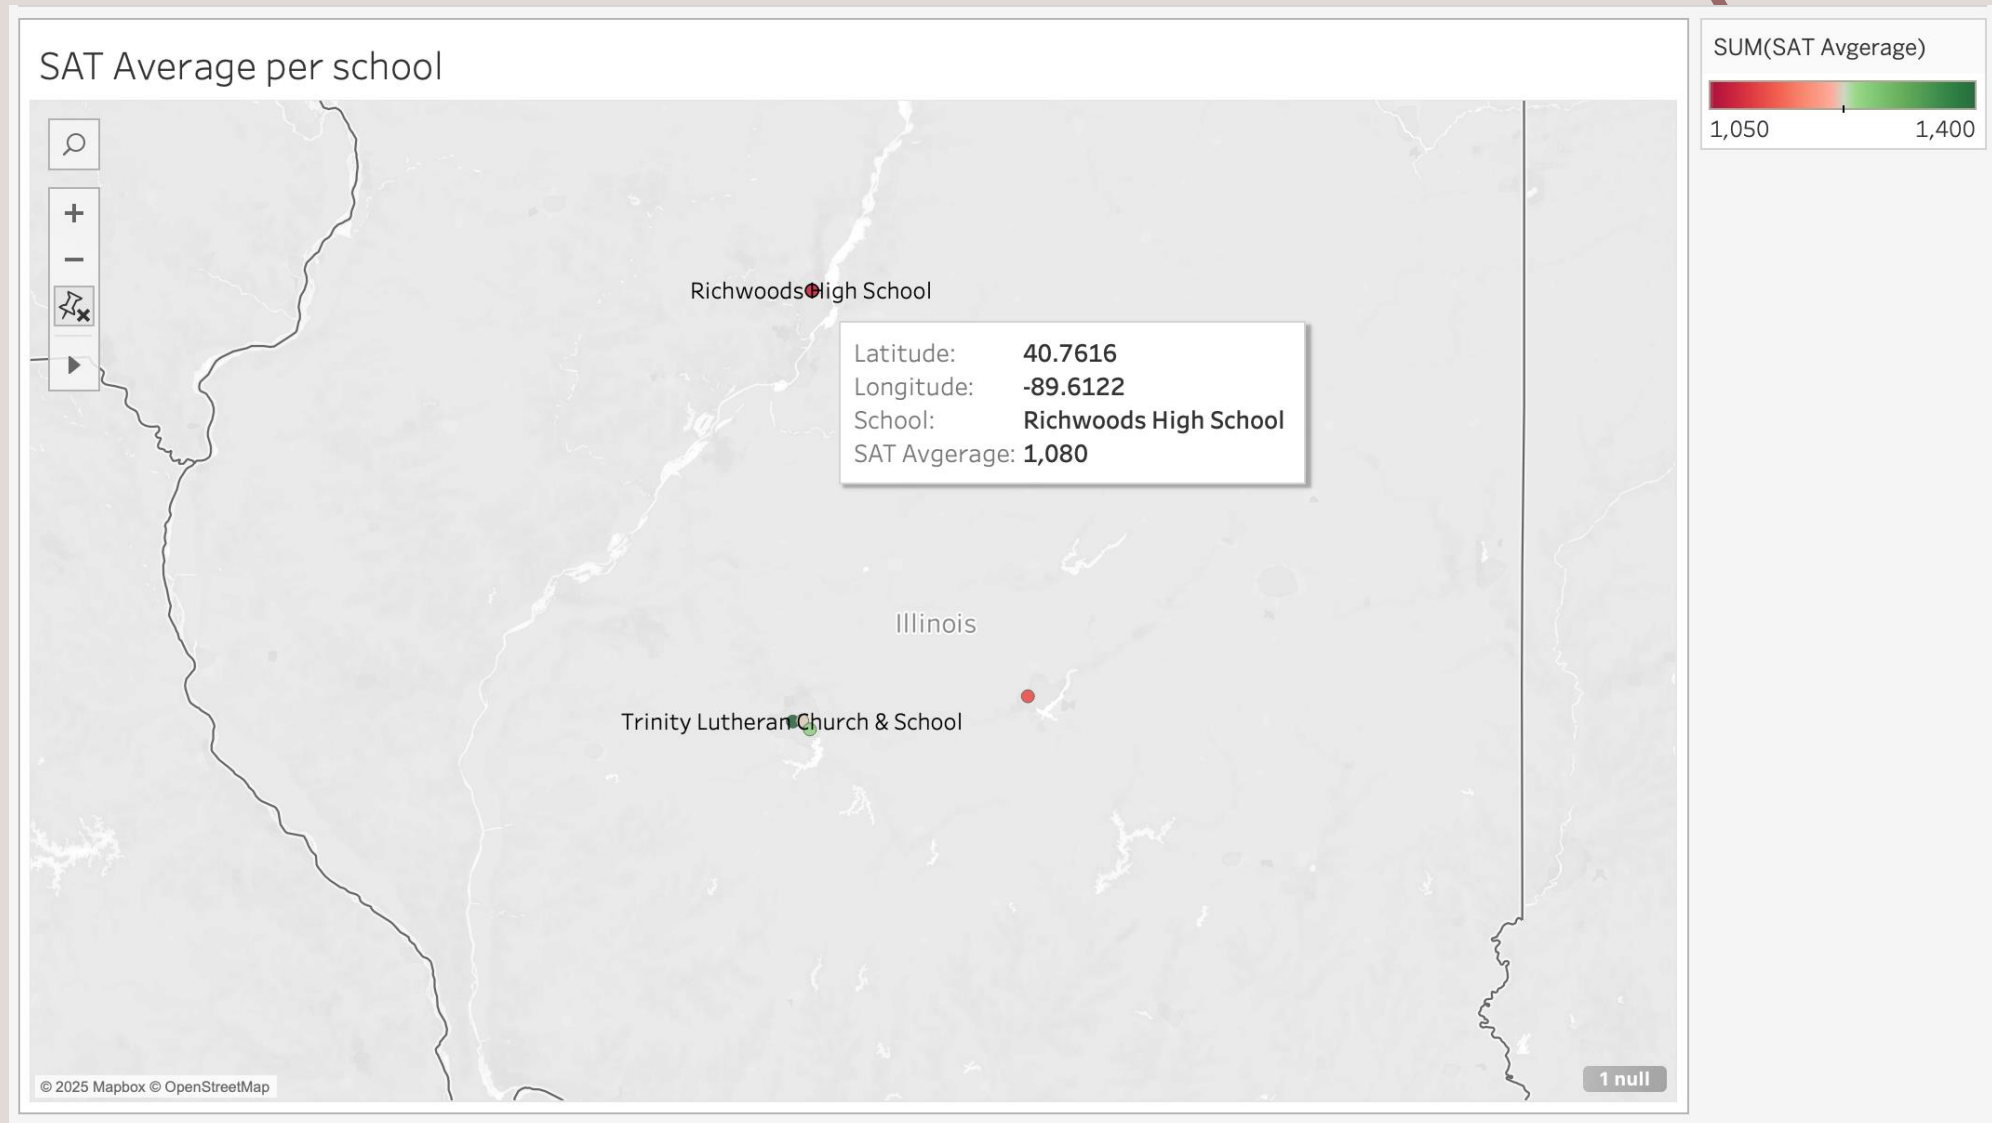 SAT Average per school
SUM(SAT Avgerage)
1,050 1,400
Richwoods High School
Latitude: 40.7616
Longitude: -89.6122
School: Richwoods High School
SAT Avgerage: 1,080
Illinois
Trinity Lutheran Church & School
© 2025 Mapbox © OpenStreetMap
1 null